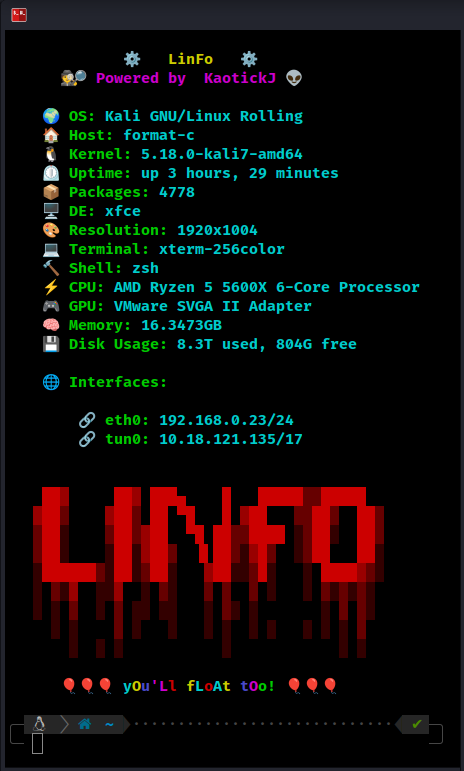 LinFo
Powered by KaotickJ
OS: Kali GNU/Linux Rolling
Host: format-c
Kernel: 5.18.0-kali7-amd64
Uptime: up 3 hours, 29 minutes
Packages: 4778
DE: xfce
Resolution: 1920x1004
Terminal: xterm-256color
Shell: zsh
CPU: AMD Ryzen 5 5600X 6-Core Processor
GPU: VMware SVGA II Adapter
Memory: 16.3473GB
Disk Usage: 8.3T used, 804G free
Interfaces:
eth0: 192.168.0.23/24
tun0: 10.18.121.135/17
LINFO
yOu'Ll fLoAt tOo!
~